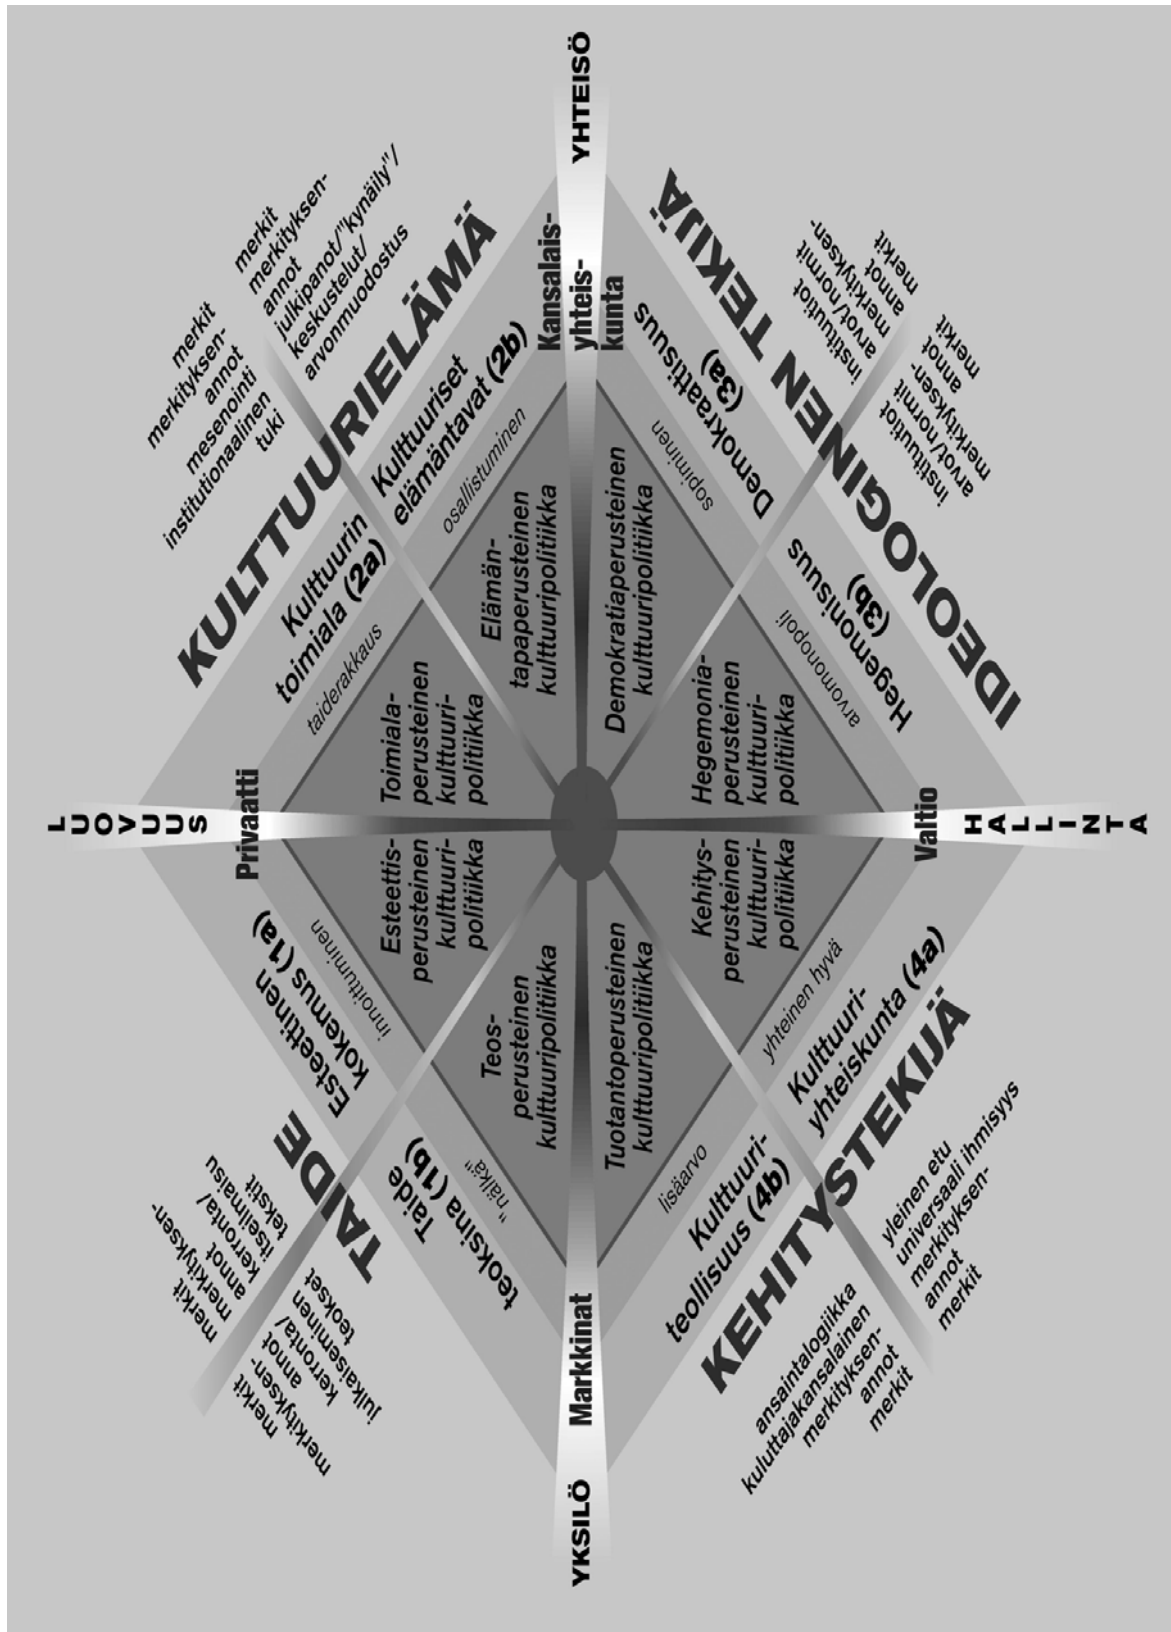 LUOVUUS
merkit
merkityksen-
annot
kerronta/
itseilmaisu
tekstit
merkit
merkityksen-
annot
kerronta/
julkaiseminen
teokset
TAIDE
merkit
merkityksen-
annot
mesenointi
institutionaalinen
tuki
merkit
merkityksen-
annot
julkipanot/"kynäily"/
keskustelut/
arvonmuodostus
KULTTUURIELÄMÄ
Privaatti
Esteettinen
kokemus (1a)
innoittuminen
Taide
teoksina (1b)
"nälkä"
Kulttuurin
toimiala (2a)
taiderakkaus
Kulttuuriset
elämäntavat (2b)
osallistuminen
Esteettis-
perusteinen
kulttuuri-
politiikka
Toimiala-
perusteinen
kulttuuri-
politiikka
Teos-
perusteinen
kulttuuripolitiikka
Elämän-
tapaperusteinen
kulttuuripolitiikka
YKSILÖ
Markkinat
Kansalais-
yhteis-
kunta
YHTEISÖ
Tuotantoperusteinen
kulttuuripolitiikka
Demokratiaperusteinen
kulttuuripolitiikka
Kehitys-
perusteinen
kulttuuri-
politiikka
Hegemonia-
perusteinen
kulttuuri-
politiikka
lisäarvo
Kulttuuri-
teollisuus (4b)
yhteinen hyvä
Kulttuuri-
yhteiskunta (4a)
sopiminen
Demokraattisuus
(3a)
arvomonopoli
Hegemonisuus
(3b)
Valtio
KEHITYSTEKIJÄ
ansaintalogiikka
kuluttajakansalainen
merkityksen-
annot
merkit
yleinen etu
universaali ihmisyys
merkityksen-
annot
merkit
IDEOLOGINEN TEKIJÄ
instituutiot
arvot/normit
merkityksen-
annot
merkit
instituutiot
arvot/normit
merkityksen-
annot
merkit
HALLINTA